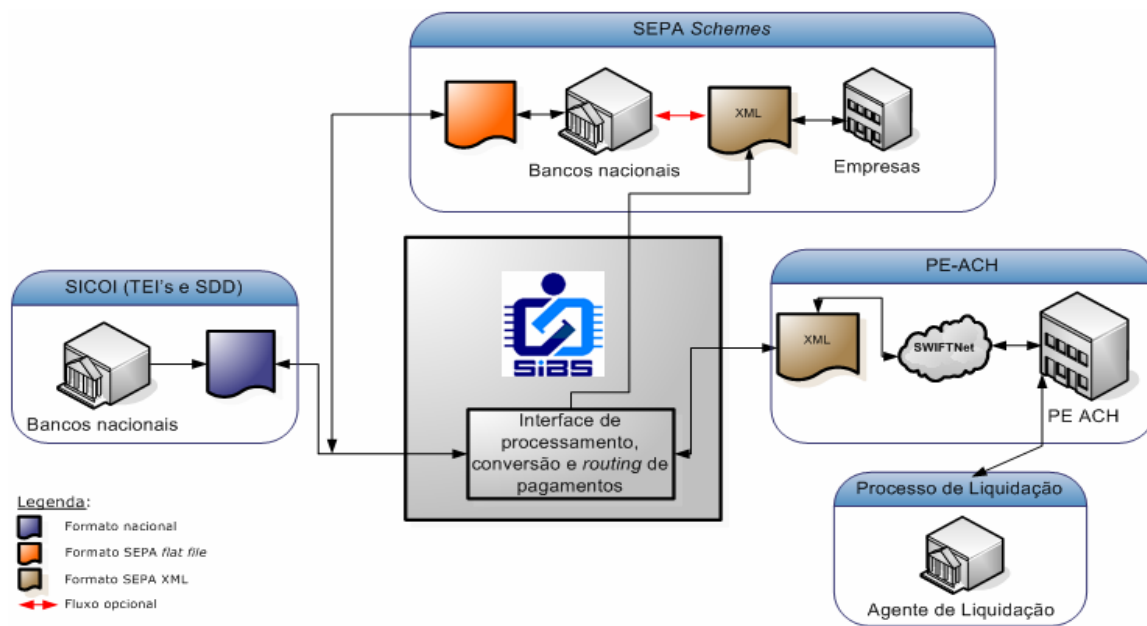 SEPA Schemes
XML
Bancos nacionais
Empresas
SICOI (TEI's e SDD)
Bancos nacionais
SiBS
Interface de
processamento,
conversão e routing de
pagamentos
PE-ACH
XML
SWIFTNet
PE ACH
Processo de Liquidação
Agente de Liquidação
Legenda:
Formato nacional
Formato SEPA flat file
Formato SEPA XML
Fluxo opcional